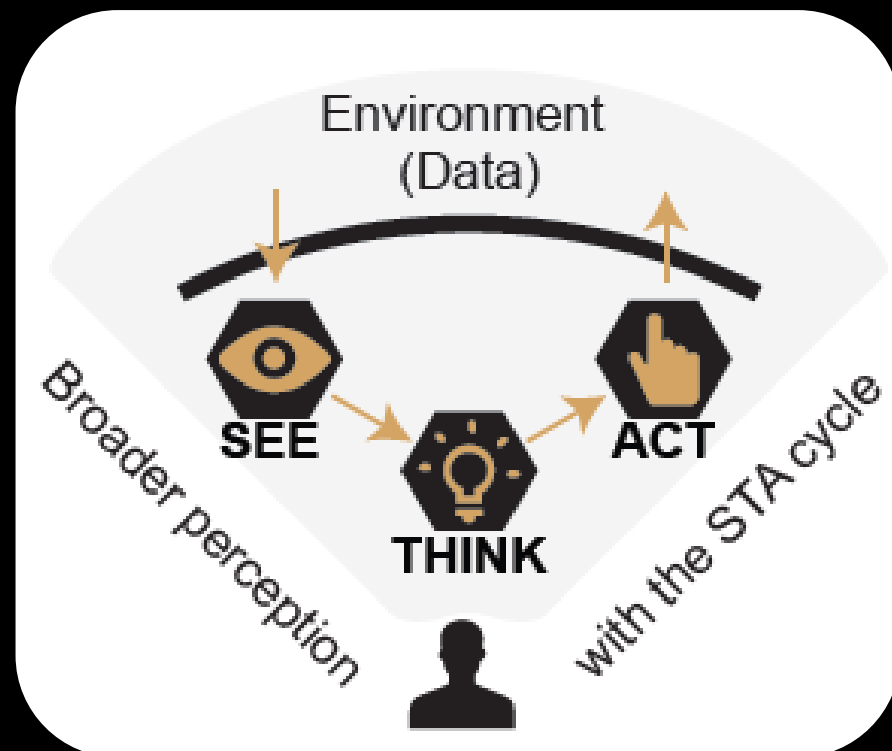 Environment
(Data)
SEE
ACT
THINK
Broader perception
with the STA cycle